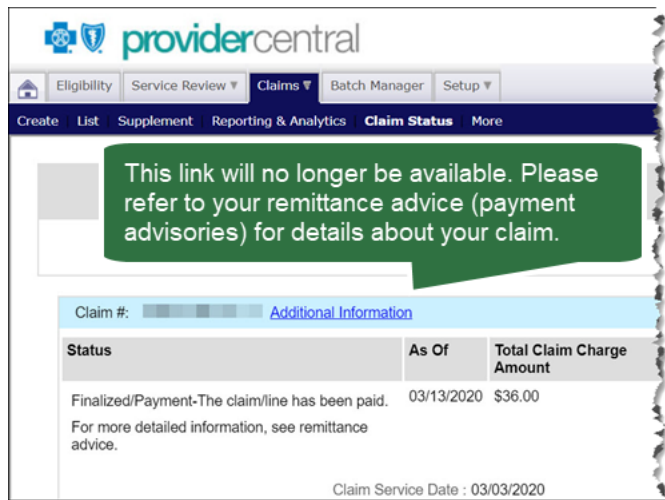 providercentral
Eligibility Service Review Claims Batch Manager Setup
Create List Supplement Reporting & Analytics Claim Status More
This link will no longer be available. Please
refer to your remittance advice (payment
advisories) for details about your claim.
Claim #: Additional Information
Status As Of Total Claim Charge
Amount
Finalized/Payment-The claim/line has been paid. 03/13/2020 $36.00
For more detailed information, see remittance
advice.
Claim Service Date : 03/03/2020